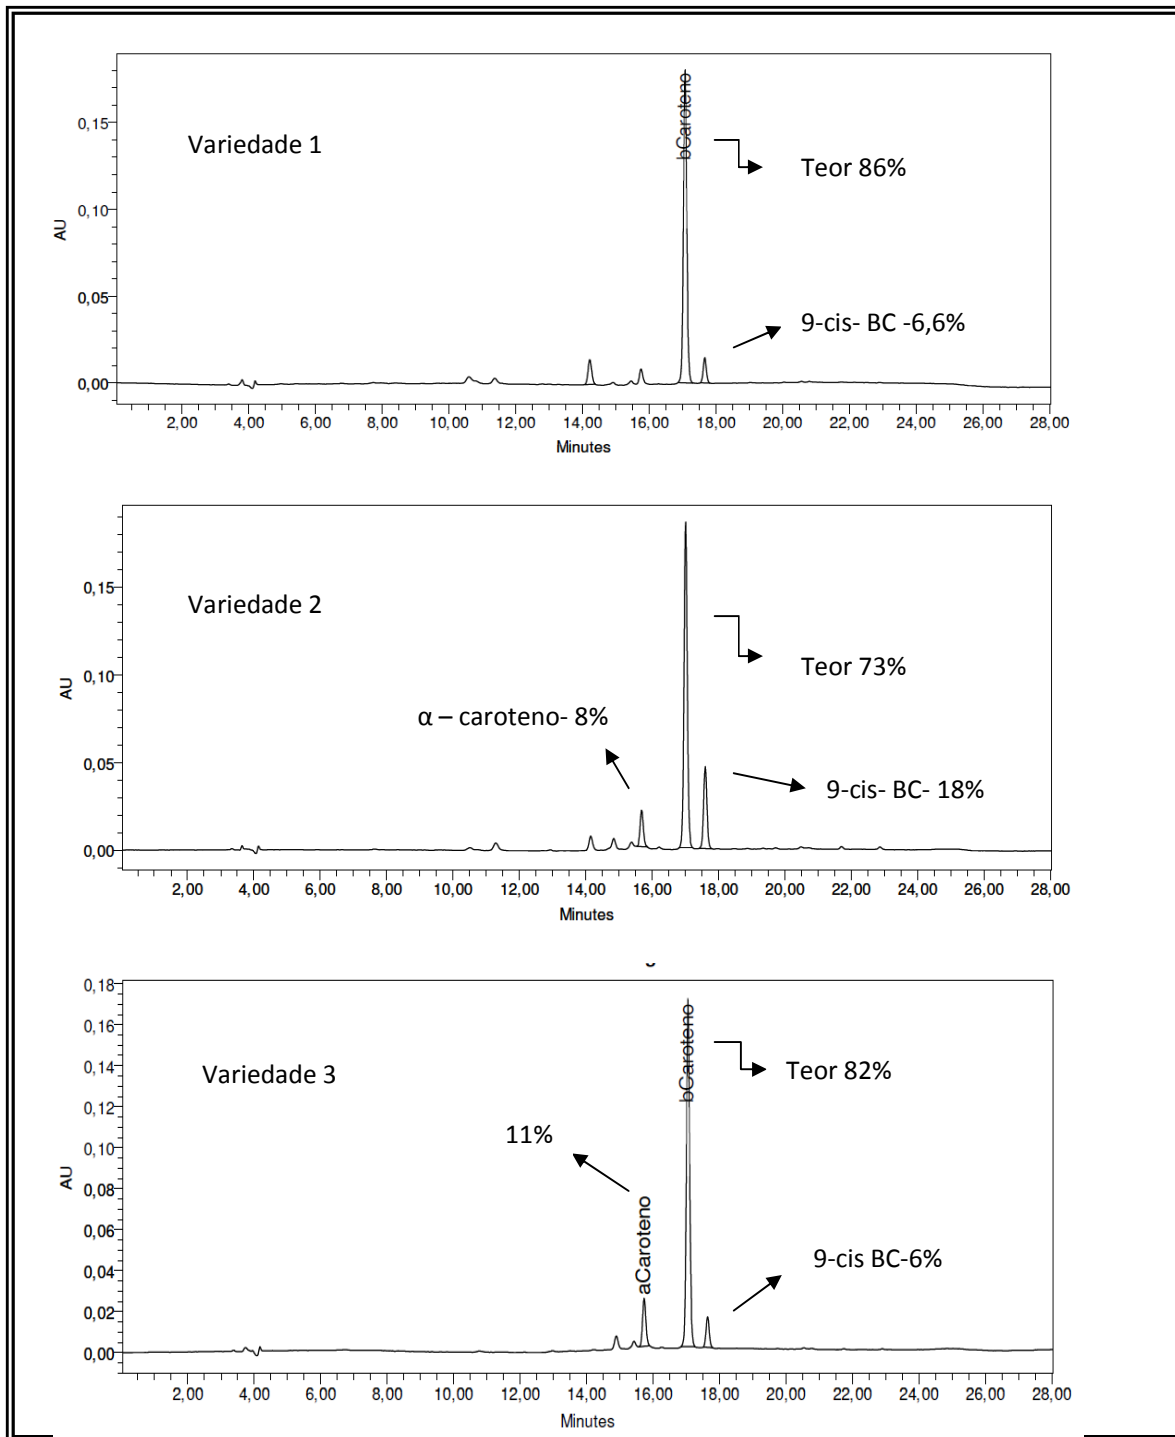 bCaroteno
Variedade 1
Teor 86%
9-cis- BC -6,6%
AU
0,15
0,10
0,05
0,00
2,00 4,00 6,00 8,00 10,00 12,00 14,00 16,00 18,00 20,00 22,00 24,00 26,00 28,00
Minutes
Variedade 2
Teor 73%
α – caroteno- 8%
9-cis- BC- 18%
AU
0,15
0,10
0,05
0,00
2,00 4,00 6,00 8,00 10,00 12,00 14,00 16,00 18,00 20,00 22,00 24,00 26,00 28,00
Minutes
bCaroteno
Variedade 3
Teor 82%
11%
aCaroteno
9-cis BC-6%
AU
0,18
0,16
0,14
0,12
0,10
0,08
0,06
0,04
0,02
0,00
2,00 4,00 6,00 8,00 10,00 12,00 14,00 16,00 18,00 20,00 22,00 24,00 26,00 28,00
Minutes